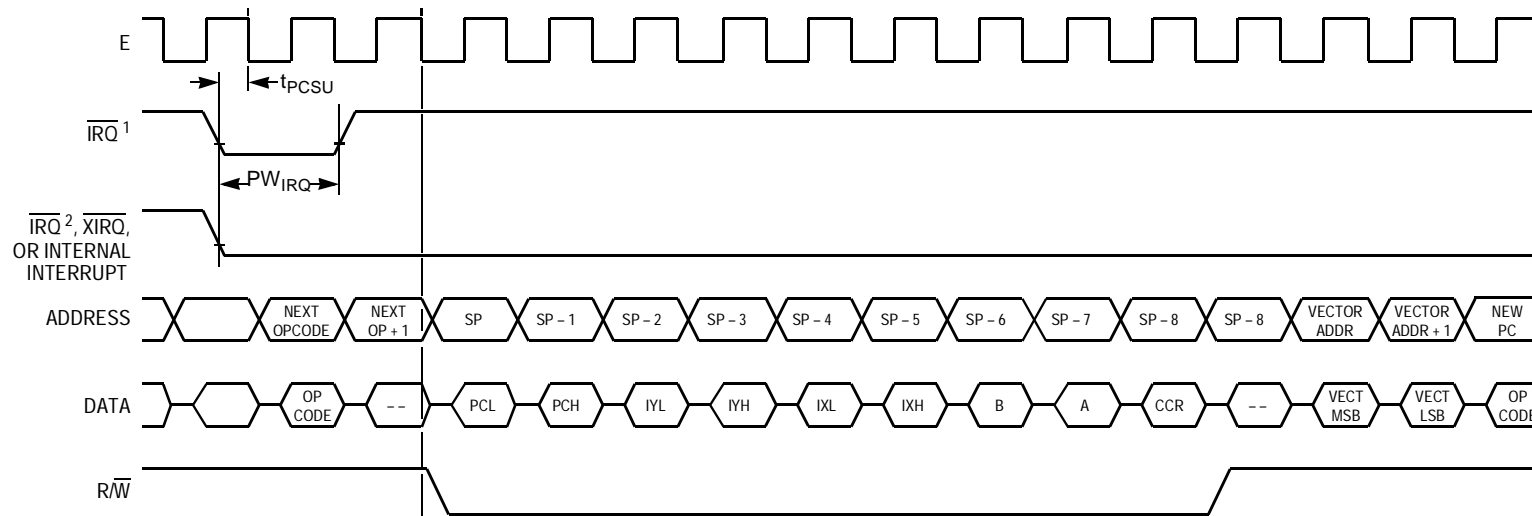 E
tPCSU
IRQ 1
PWIRQ
IRQ 2, XIRQ,
OR INTERNAL
INTERRUPT
ADDRESS
NEXT
OPCODE
NEXT
OP + 1
SP
SP – 1
SP – 2
SP – 3
SP – 4
SP – 5
SP – 6
SP – 7
SP – 8
SP – 8
VECTOR
ADDR
VECTOR
ADDR + 1
NEW
PC
DATA
OP
CODE
– –
PCL
PCH
IYL
IYH
IXL
IXH
B
A
CCR
– –
VECT
MSB
VECT
LSB
OP
CODE
R/W